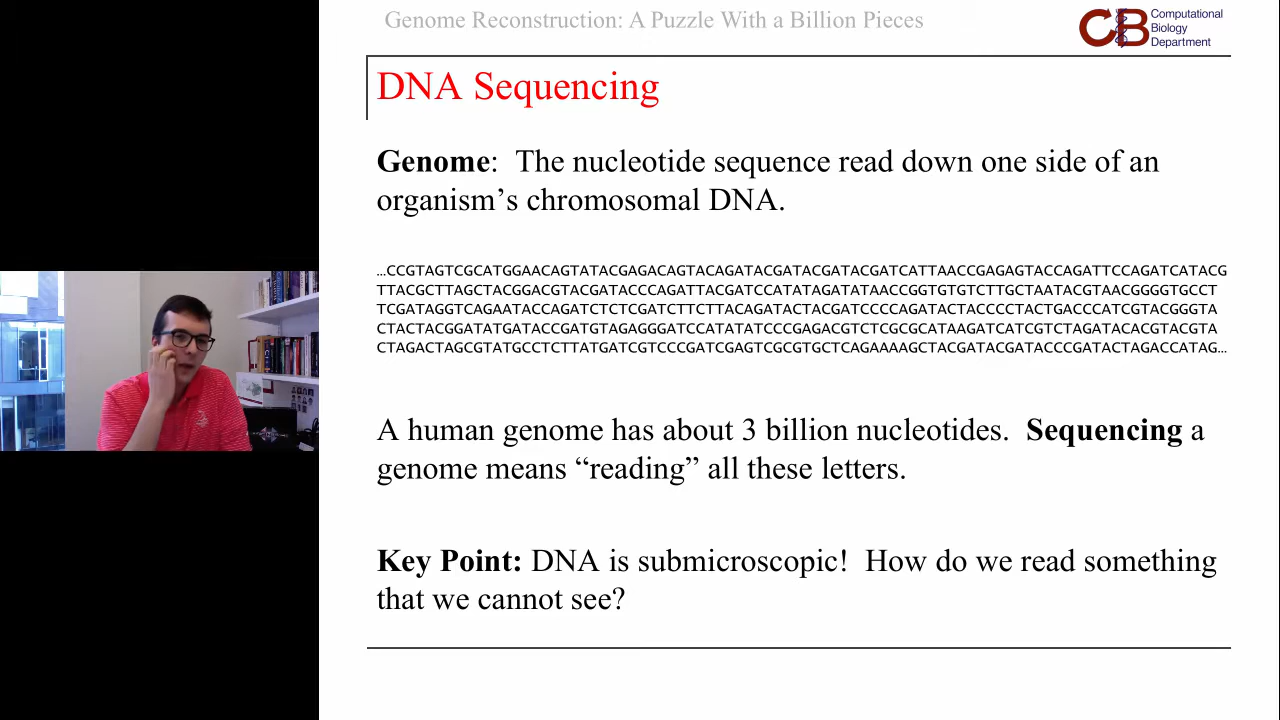 Genome Reconstruction: A Puzzle With a Billion Pieces
CB Computational
Biology
Department
DNA Sequencing
Genome: The nucleotide sequence read down one side of an
organism’s chromosomal DNA.
...CCGTAGTCGCATGGAACAGTATACGAGACAGTACAGATACGATACGATACGATCATTAACCGAGAGTACCAGATTCCAGATCATACG
TTACGCTTAGCTACGGACGTACGATACCCAGATTACGATCCATATAGATATAACCGGTGTGTCTTGCTAATACGTAACGGGGTGCCT
TCGATAGGTCAGAATACCAGATCTCTCGATCTTCTTACAGATACTACGATCCCCAGATACTACCCCTACTGACCCATCGTACGGGTA
CTACTACGGATATGATACCGATGTAGAGGGATCCATATATCCCGAGACGTCTCGCGCATAAGATCATCGTCTAGATACACGTACGTA
CTAGACTAGCGTATGCCTCTTATGATCGTCCCGATCGAGTCGCGTGCTCAGAAAAGCTACGATACGATACCCGATACTAGACCATAG...
A human genome has about 3 billion nucleotides. Sequencing a
genome means “reading” all these letters.
Key Point: DNA is submicroscopic! How do we read something
that we cannot see?